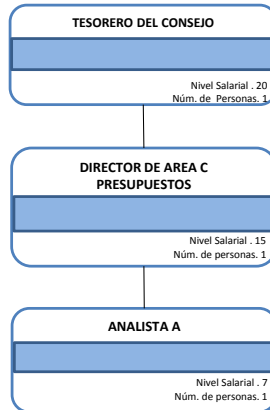 TESORERO DEL CONSEJO
Nivel Salarial . 20
Núm. de Personas. 1
DIRECTOR DE AREA C
PRESUPUESTOS
Nivel Salarial . 15
Núm. de personas. 1
ANALISTA A
Nivel Salarial . 7
Núm. de personas. 1